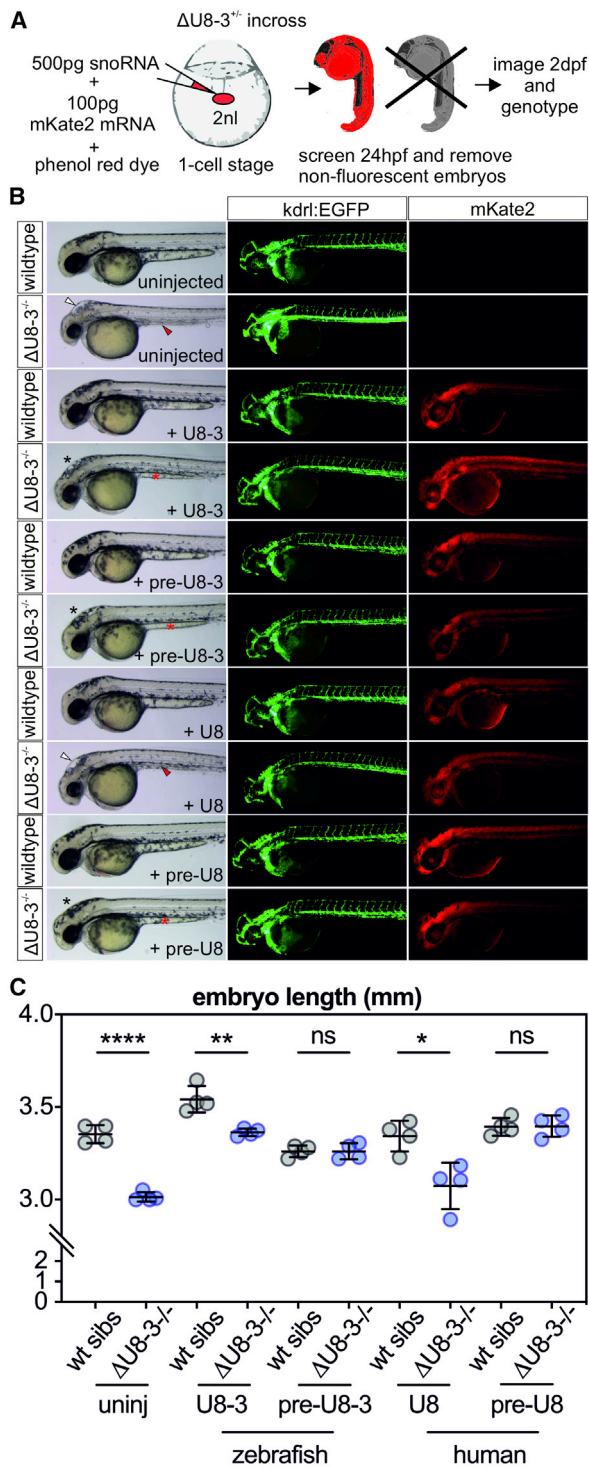 A
ΔU8-3+/- incross
500pg snoRNA
+
100pg
mKate2 mRNA
+
phenol red dye
2nl
1-cell stage
screen 24hpf and remove
non-fluorescent embryos
image 2dpf
and
genotype
B
kdrl:EGFP
mKate2
wildtype
uninjected
ΔU8-3-/-
uninjected
wildtype
+ U8-3
ΔU8-3-/-
* *
+ U8-3
wildtype
+ pre-U8-3
ΔU8-3-/-
* *
+ pre-U8-3
wildtype
+ U8
ΔU8-3-/-
+ U8
wildtype
+ pre-U8
ΔU8-3-/-
* *
+ pre-U8
C
embryo length (mm)
4.0
3.5
3.0
2
1
0
**** ** ns * ns
wt sibs ΔU8-3-/- wt sibs ΔU8-3-/- wt sibs ΔU8-3-/- wt sibs ΔU8-3-/- wt sibs ΔU8-3-/-
uninj U8-3 pre-U8-3 U8 pre-U8
zebrafish human